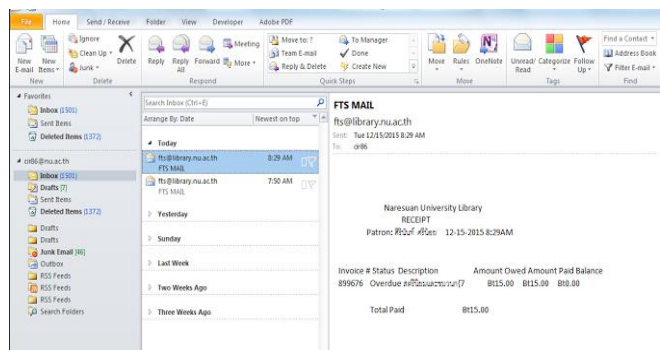 File Home Send / Receive Folder View Developer Adobe PDF
New E-mail New Items Ignore Clean Up Junk Delete Reply Reply All Forward Meeting More Move to: ? Team E-mail Reply & Delete To Manager Done Create New Move Rules OneNote Unread/ Read Categorize Follow Up Find a Contact Address Book Filter E-mail
New Delete Respond Quick Steps Move Tags Find
Favorites
Inbox (1501)
Sent Items
Deleted Items (1372)
cir86@nu.ac.th
Inbox (1501)
Drafts [7]
Sent Items
Deleted Items (1372)
Drafts
Drafts
Junk Email [46]
Outbox
RSS Feeds
RSS Feeds
RSS Feeds
Search Folders
Search Inbox (Ctrl+E)
Arrange By: Date Newest on top
Today
fts@library.nu.ac.th 8:29 AM
FTS MAIL
fts@library.nu.ac.th 7:50 AM
FTS MAIL
Yesterday
Sunday
Last Week
Two Weeks Ago
Three Weeks Ago
FTS MAIL
fts@library.nu.ac.th
Sent: Tue 12/15/2015 8:29 AM
To: cir86
Naresuan University Library
RECEIPT
Patron: 12-15-2015 8:29AM
Invoice # Status Description Amount Owed Amount Paid Balance
899676 Overdue Bt15.00 Bt15.00 Bt0.00
Total Paid Bt15.00